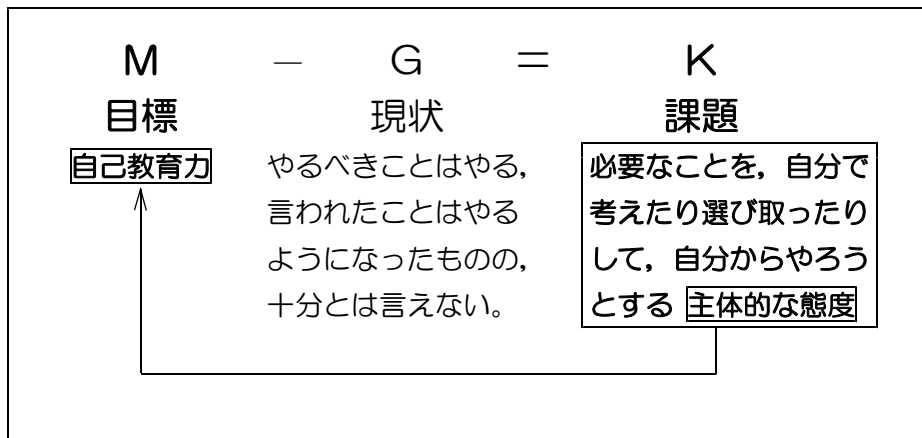 M － G ＝ K
目標 現状 課題
自己教育力
やるべきことはやる，
言われたことはやる
ようになったものの，
十分とは言えない。
必要なことを，自分で
考えたり選び取ったり
して，自分からやろう
とする 主体的な態度